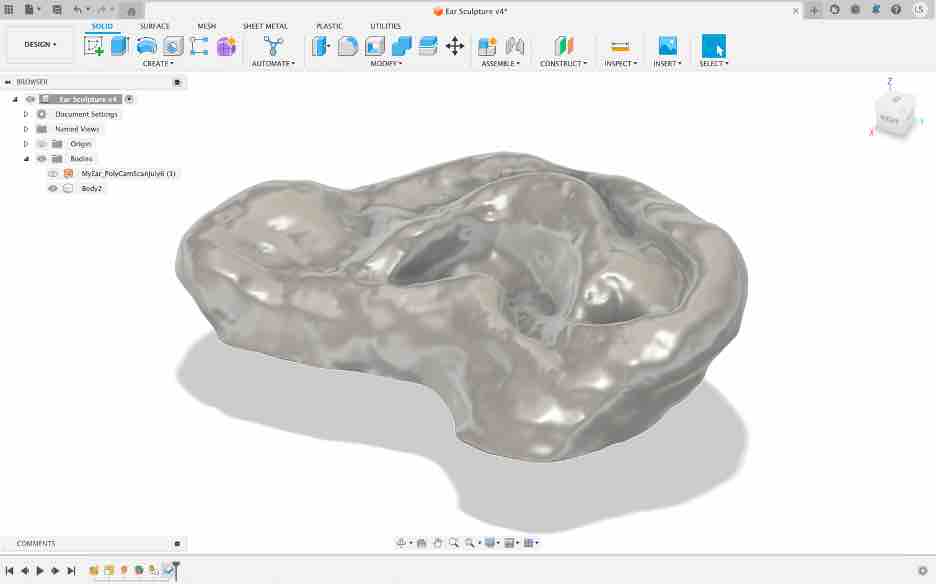 Ear Sculpture v4*
LS
DESIGN
SOLID SURFACE MESH SHEET METAL PLASTIC UTILITIES
CREATE AUTOMATE MODIFY ASSEMBLE CONSTRUCT INSPECT INSERT SELECT
BROWSER
Ear Sculpture v4
Document Settings
Named Views
Origin
Bodies
MyEar_PolyCamScanJuly6 (1)
Body2
Z
X
COMMENTS